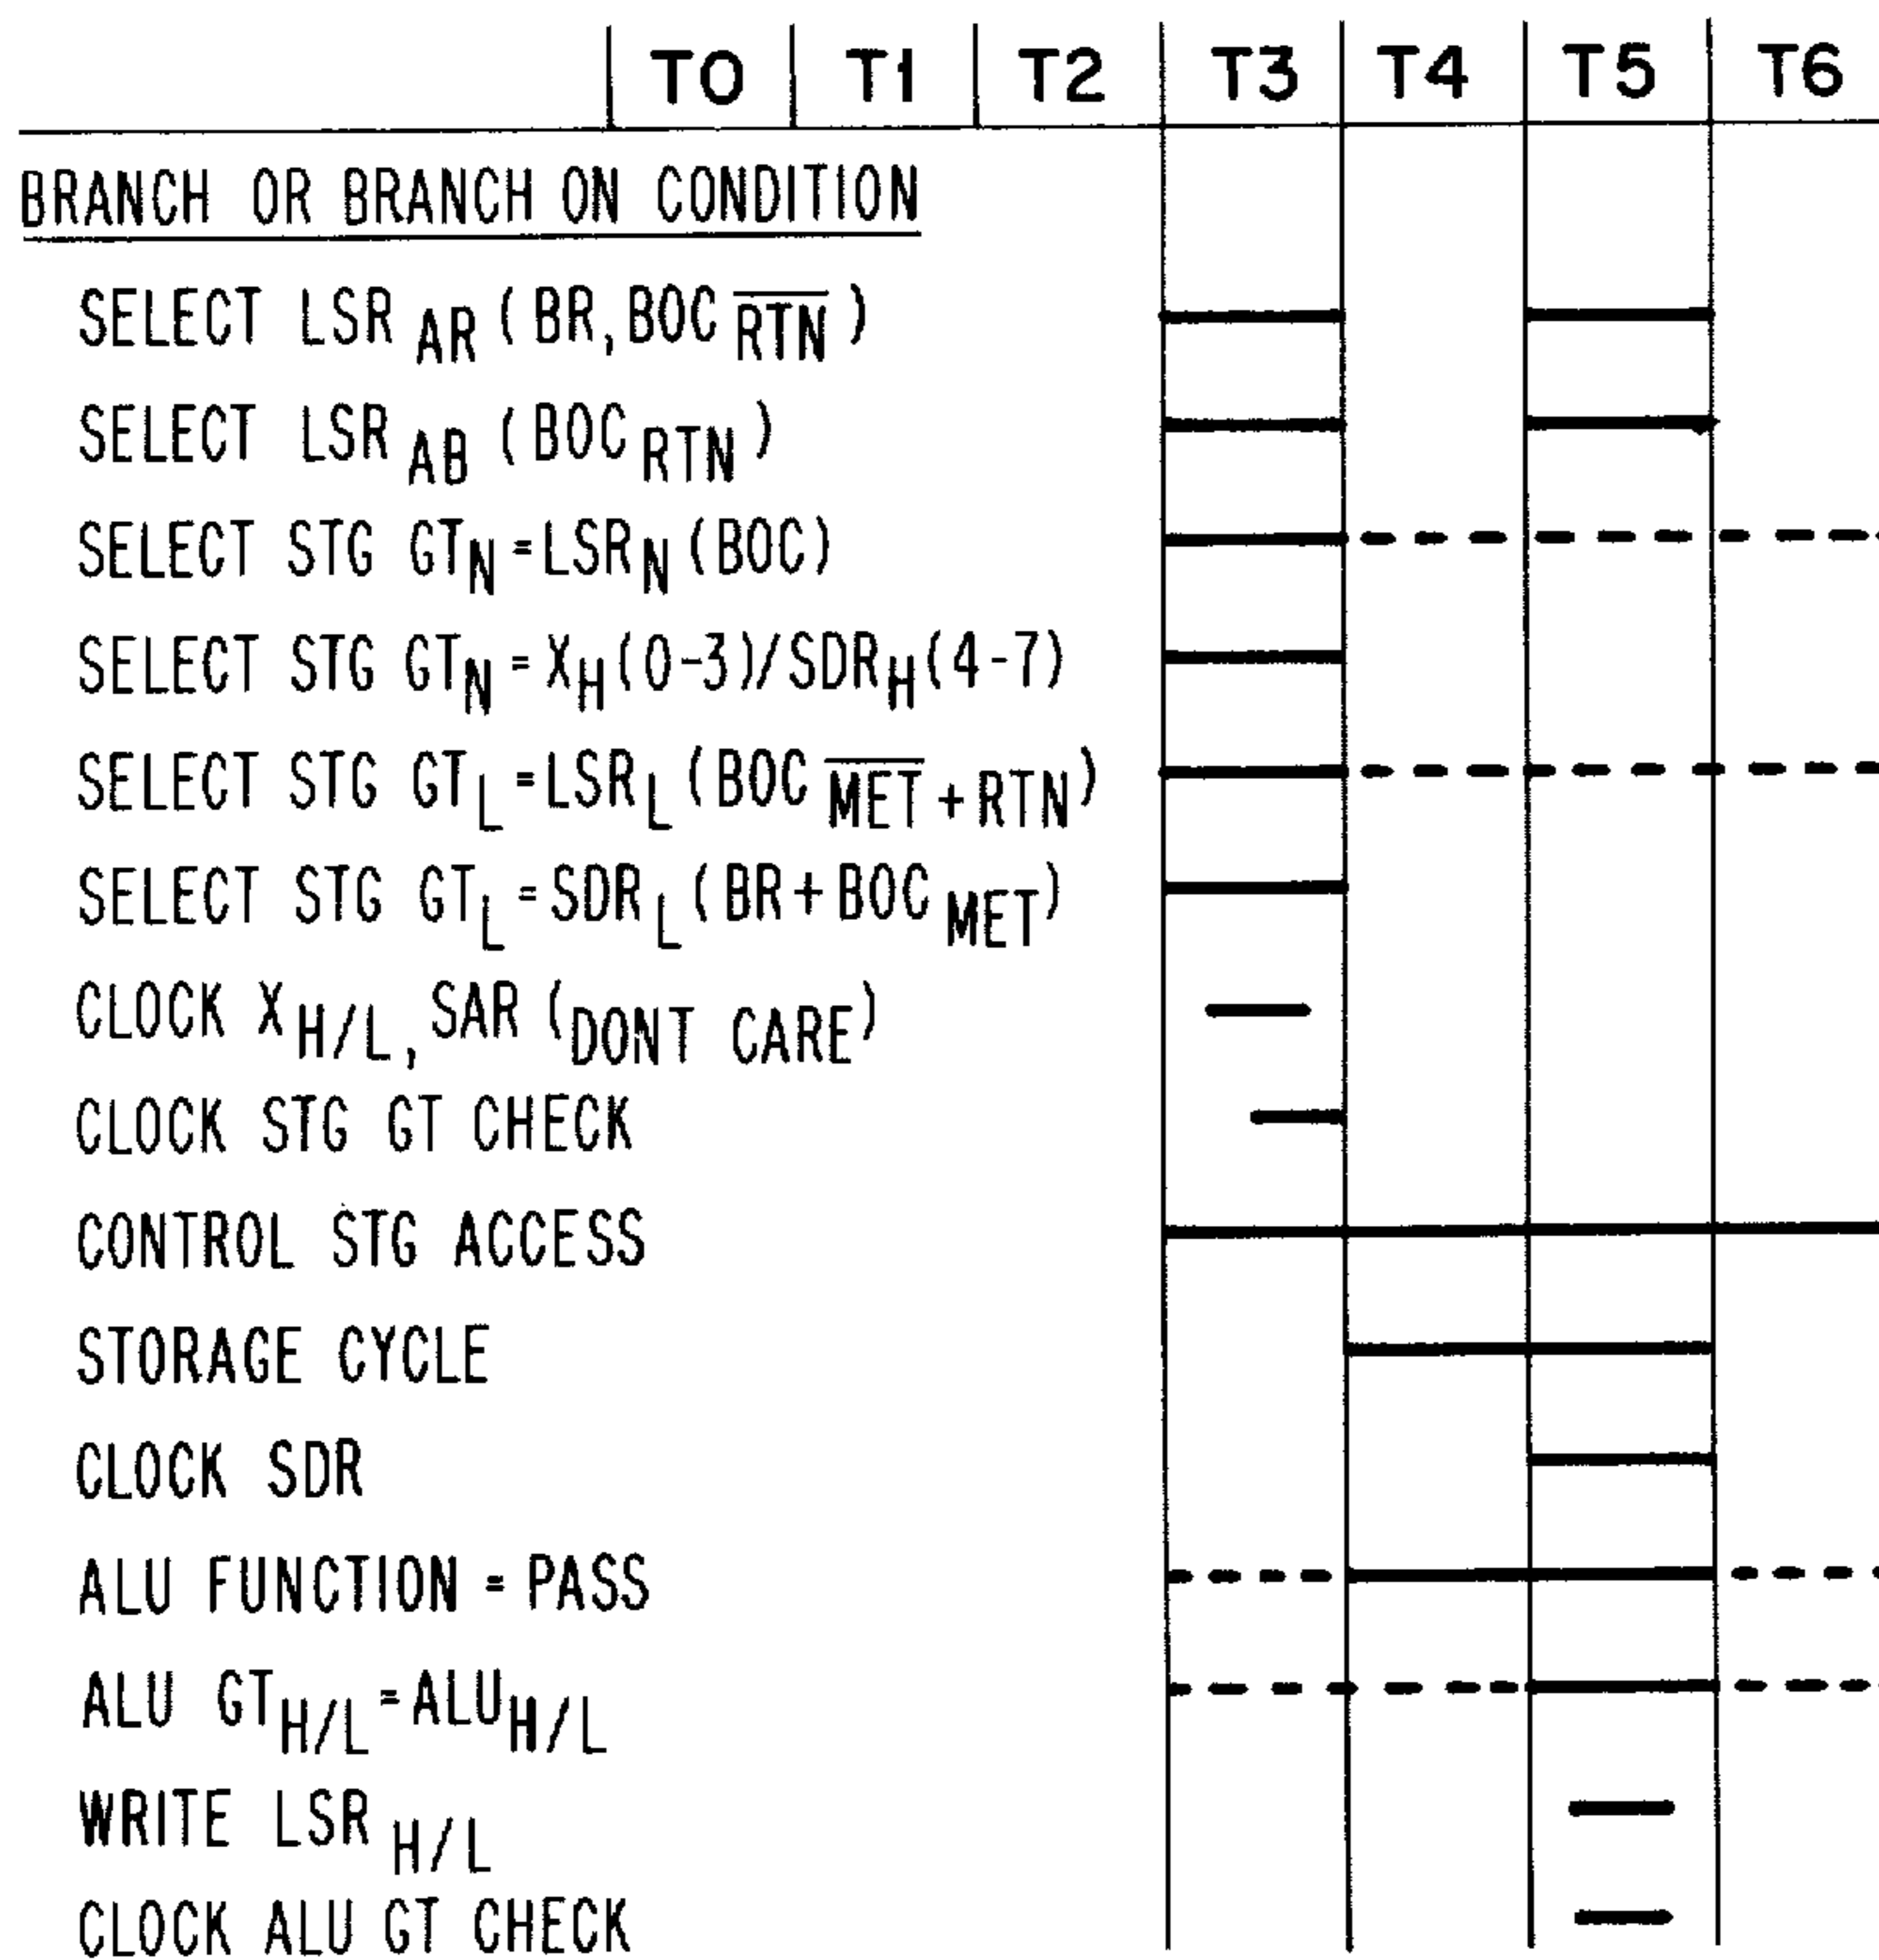 T0 T1 T2 T3 T4 T5 T6
BRANCH OR BRANCH ON CONDITION
SELECT LSR AR (BR, BOC R̅T̅N̅)
SELECT LSR AB (BOC RTN)
SELECT STG GTN = LSRN (BOC)
SELECT STG GTN = XH(0-3)/SDRH(4-7)
SELECT STG GTL = LSRL (BOC M̅E̅T̅ + RTN)
SELECT STG GTL = SDRL (BR + BOC MET)
CLOCK XH/L, SAR (DONT CARE)
CLOCK STG GT CHECK
CONTROL STG ACCESS
STORAGE CYCLE
CLOCK SDR
ALU FUNCTION = PASS
ALU GTH/L = ALUH/L
WRITE LSR H/L
CLOCK ALU GT CHECK